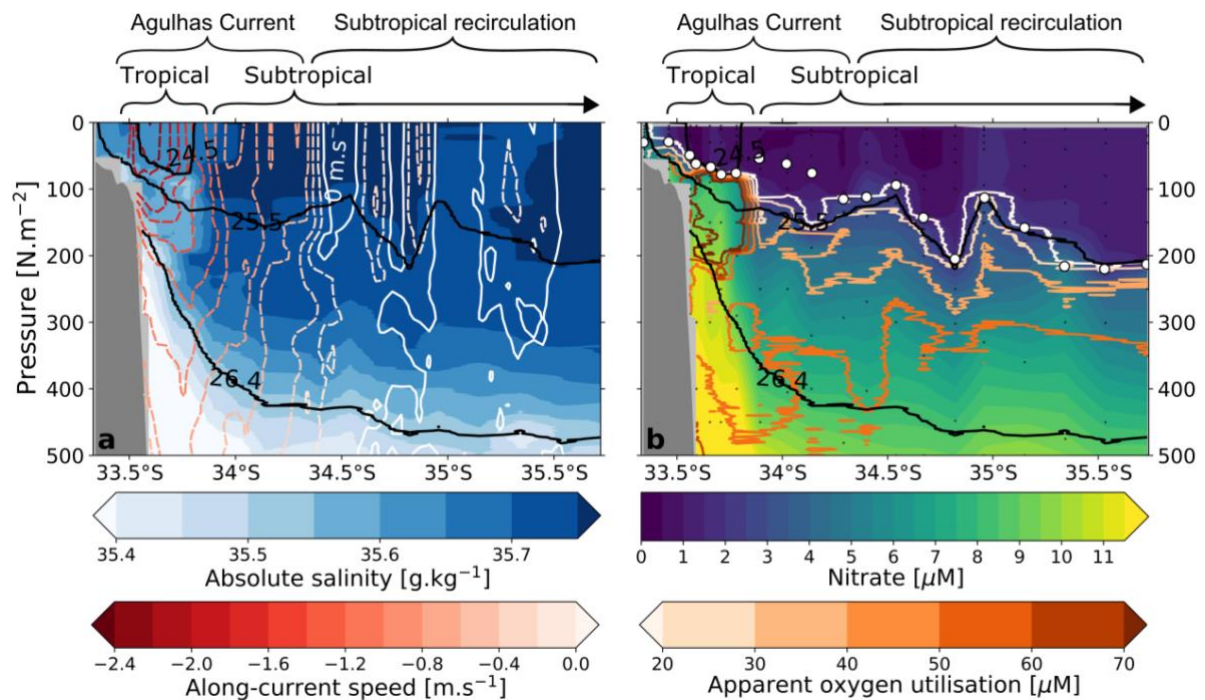 Agulhas Current
Subtropical recirculation
Tropical
Subtropical
0
100
200
300
400
500
Pressure [N.m⁻²]
24.5
25.5
26.4
0 m.s
a
33.5°S
34°S
34.5°S
35°S
35.5°S
35.4
35.5
35.6
35.7
Absolute salinity [g.kg⁻¹]
−2.4
−2.0
−1.6
−1.2
−0.8
−0.4
0.0
Along-current speed [m.s⁻¹]
Agulhas Current
Subtropical recirculation
Tropical
Subtropical
24.5
25.5
26.4
b
0
100
200
300
400
500
33.5°S
34°S
34.5°S
35°S
35.5°S
0 1 2 3 4 5 6 7 8 9 10 11
Nitrate [μM]
20
30
40
50
60
70
Apparent oxygen utilisation [μM]